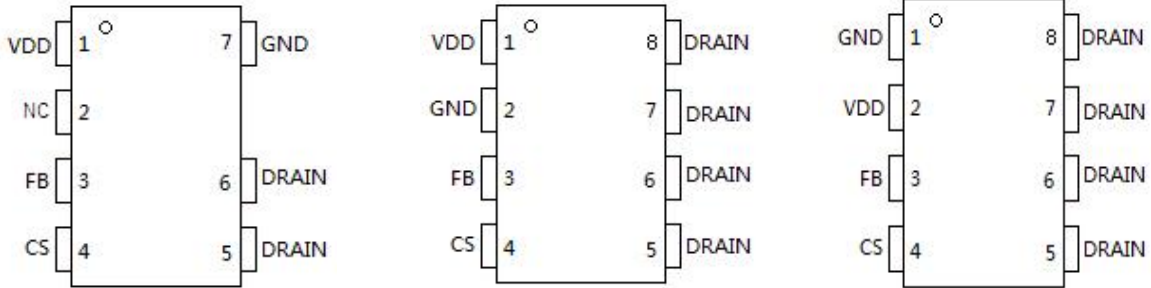 VDD 1 7 GND
NC 2
FB 3 6 DRAIN
CS 4 5 DRAIN
VDD 1 8 DRAIN
GND 2 7 DRAIN
FB 3 6 DRAIN
CS 4 5 DRAIN
GND 1 8 DRAIN
VDD 2 7 DRAIN
FB 3 6 DRAIN
CS 4 5 DRAIN